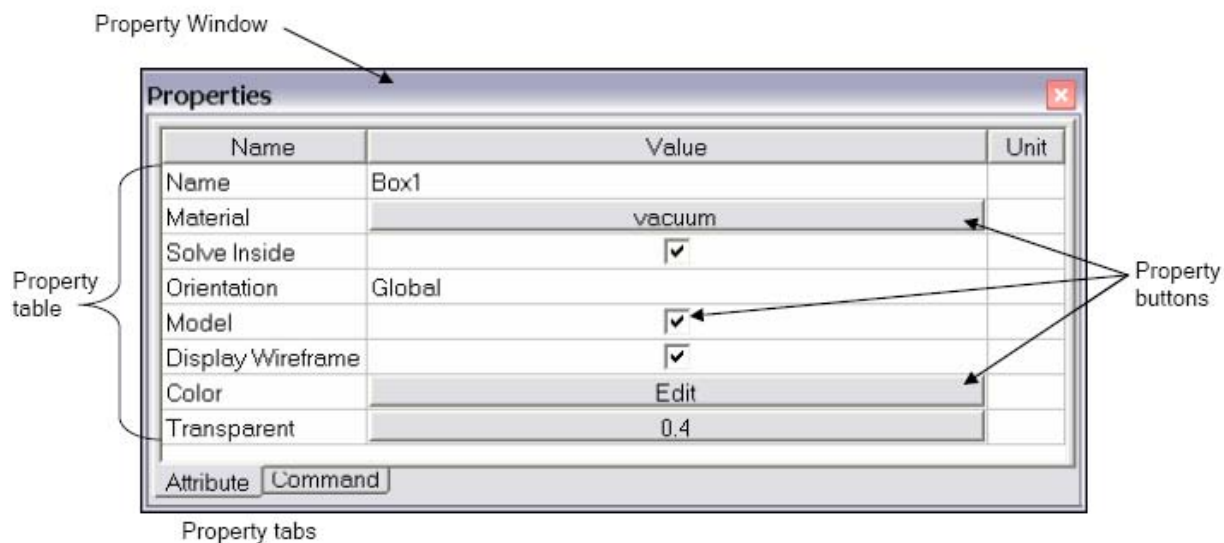 Property Window
Properties
Name Value Unit
Name Box1
Material vacuum
Solve Inside
Orientation Global
Model
Display Wireframe
Color Edit
Transparent 0.4
Attribute Command
Property table
Property buttons
Property tabs